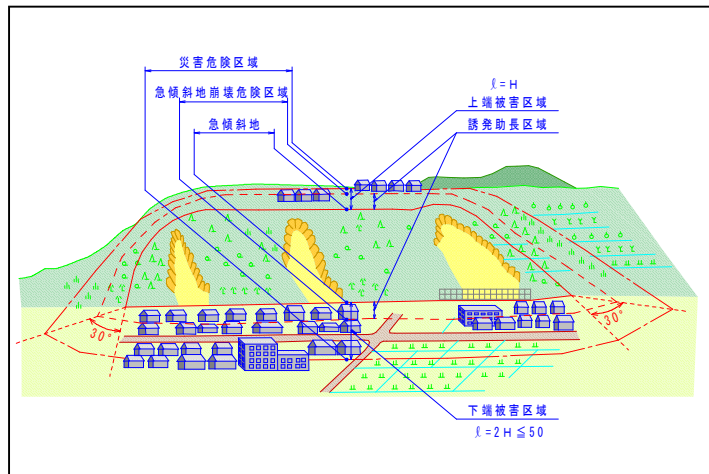 災害危険区域
急傾斜地崩壊危険区域
急傾斜地
ℓ=H
上端被害区域
誘発助長区域
30°
30°
下端被害区域
ℓ=2H≦50